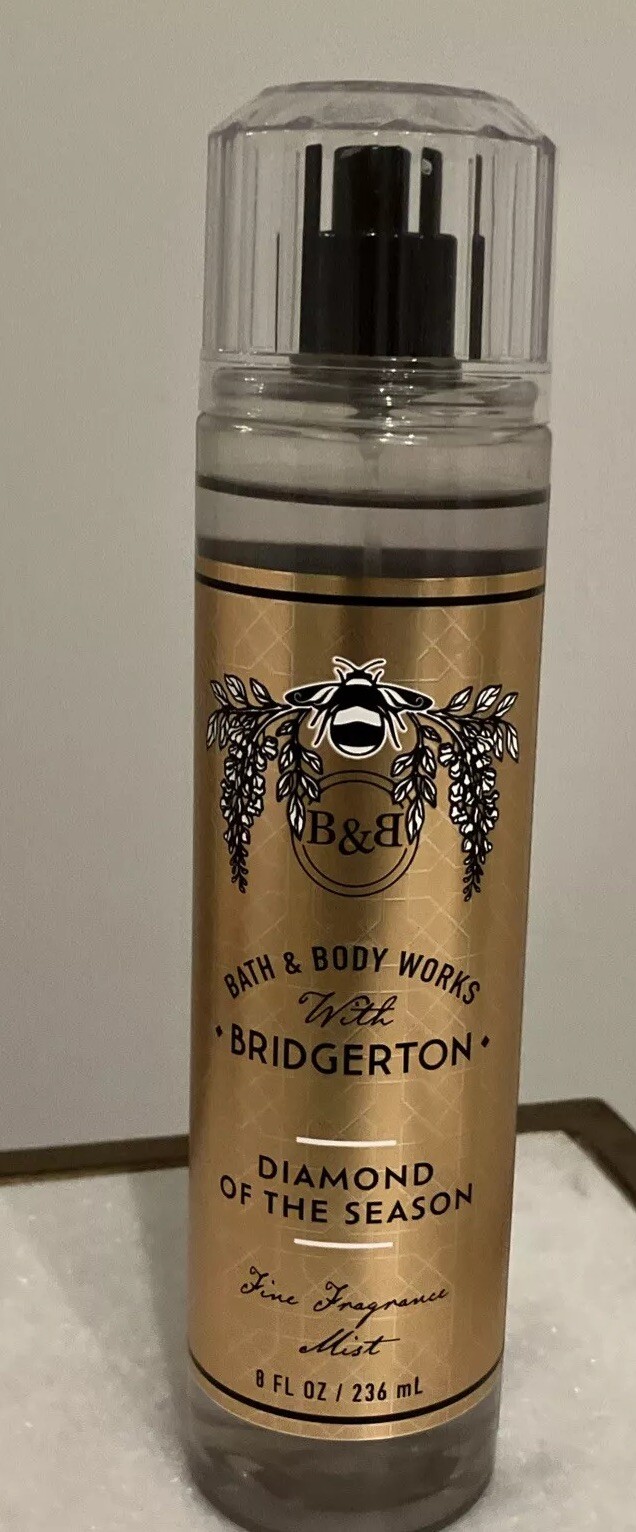 B&B
BATH & BODY WORKS
With
BRIDGERTON
DIAMOND
OF THE SEASON
Fine Fragrance
Mist
8 FL OZ / 236 mL